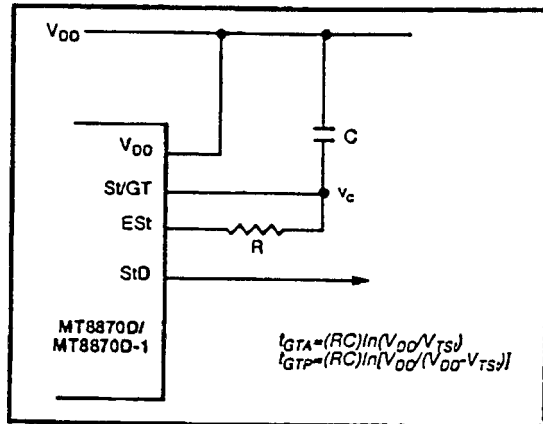 V_DD
V_DD
C
St/GT
v_c
ESt
R
StD
MT8870D/
MT8870D-1
t_GTA=(RC)ln(V_DD/V_TSt)
t_GTP=(RC)ln[V_DD/(V_DD-V_TSt)]